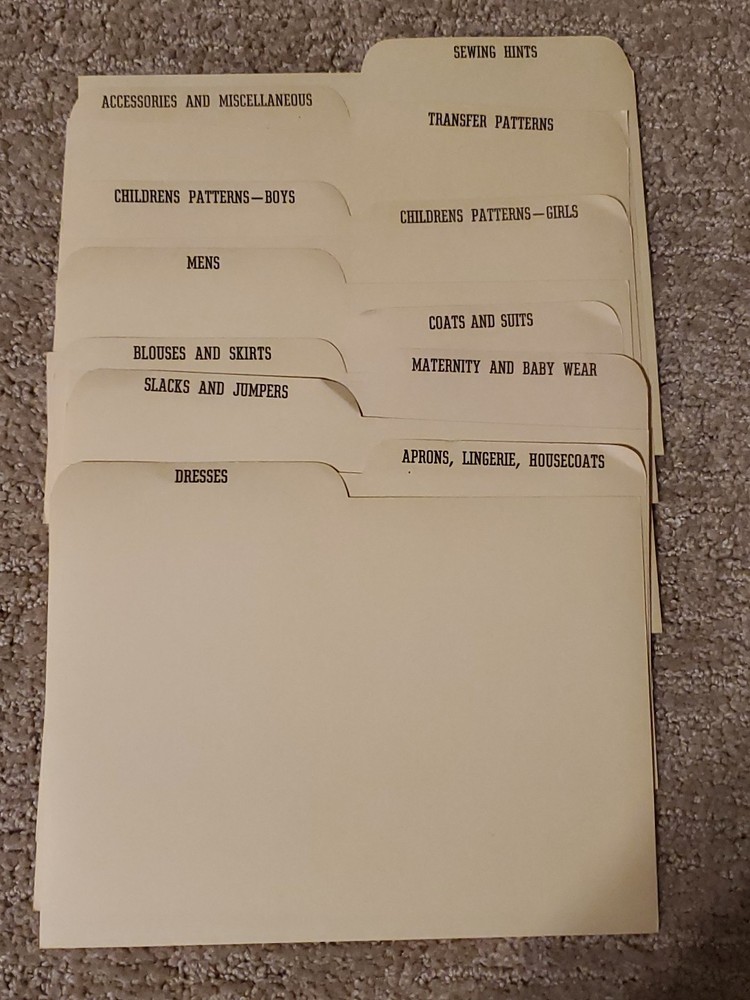 SEWING HINTS
ACCESSORIES AND MISCELLANEOUS
TRANSFER PATTERNS
CHILDRENS PATTERNS—BOYS
CHILDRENS PATTERNS—GIRLS
MENS
COATS AND SUITS
BLOUSES AND SKIRTS
MATERNITY AND BABY WEAR
SLACKS AND JUMPERS
APRONS, LINGERIE, HOUSECOATS
DRESSES